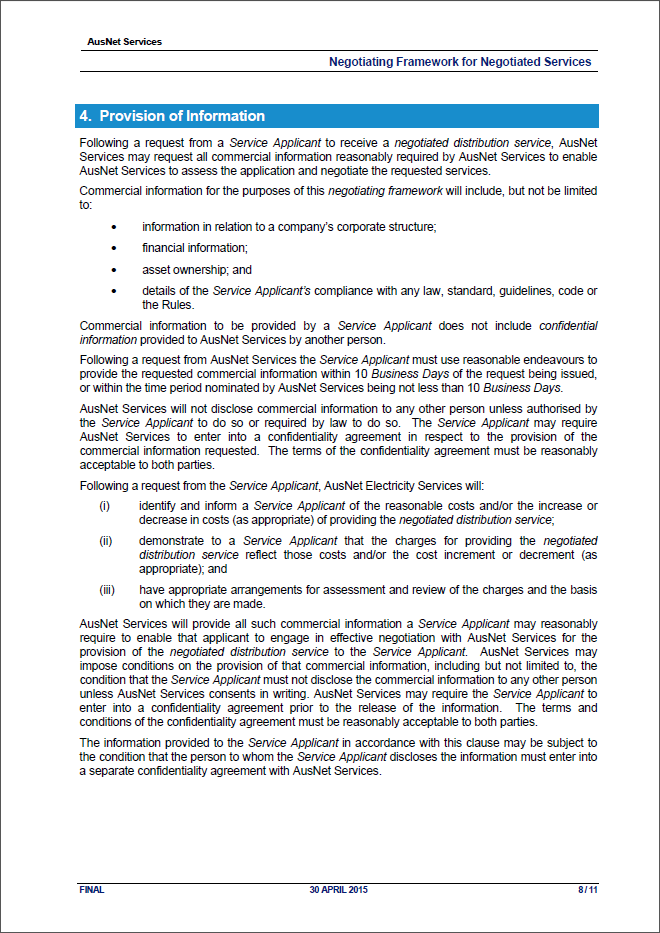 AusNet Services
Negotiating Framework for Negotiated Services
4. Provision of Information
Following a request from a Service Applicant to receive a negotiated distribution service, AusNet
Services may request all commercial information reasonably required by AusNet Services to enable
AusNet Services to assess the application and negotiate the requested services.
Commercial information for the purposes of this negotiating framework will include, but not be limited
to:
• information in relation to a company's corporate structure;
• financial information;
• asset ownership; and
• details of the Service Applicant's compliance with any law, standard, guidelines, code or
the Rules.
Commercial information to be provided by a Service Applicant does not include confidential
information provided to AusNet Services by another person.
Following a request from AusNet Services the Service Applicant must use reasonable endeavours to
provide the requested commercial information within 10 Business Days of the request being issued,
or within the time period nominated by AusNet Services being not less than 10 Business Days.
AusNet Services will not disclose commercial information to any other person unless authorised by
the Service Applicant to do so or required by law to do so. The Service Applicant may require
AusNet Services to enter into a confidentiality agreement in respect to the provision of the
commercial information requested. The terms of the confidentiality agreement must be reasonably
acceptable to both parties.
Following a request from the Service Applicant, AusNet Electricity Services will:
(i) identify and inform a Service Applicant of the reasonable costs and/or the increase or
decrease in costs (as appropriate) of providing the negotiated distribution service;
(ii) demonstrate to a Service Applicant that the charges for providing the negotiated
distribution service reflect those costs and/or the cost increment or decrement (as
appropriate); and
(iii) have appropriate arrangements for assessment and review of the charges and the basis
on which they are made.
AusNet Services will provide all such commercial information a Service Applicant may reasonably
require to enable that applicant to engage in effective negotiation with AusNet Services for the
provision of the negotiated distribution service to the Service Applicant. AusNet Services may
impose conditions on the provision of that commercial information, including but not limited to, the
condition that the Service Applicant must not disclose the commercial information to any other person
unless AusNet Services consents in writing. AusNet Services may require the Service Applicant to
enter into a confidentiality agreement prior to the release of the information. The terms and
conditions of the confidentiality agreement must be reasonably acceptable to both parties.
The information provided to the Service Applicant in accordance with this clause may be subject to
the condition that the person to whom the Service Applicant discloses the information must enter into
a separate confidentiality agreement with AusNet Services.
FINAL 30 APRIL 2015 8 / 11